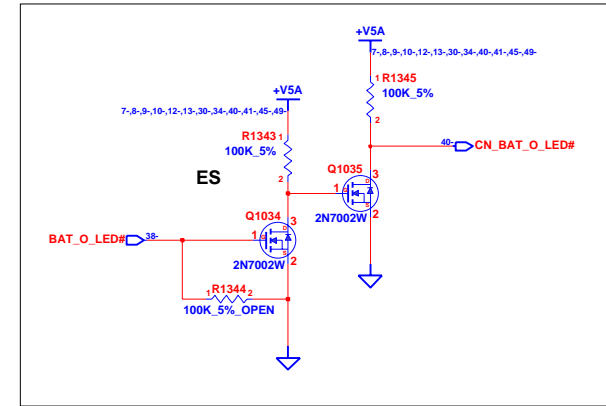 +V5A
7-,8-,9-,10-,12-,13-,30-,34-,40-,41-,45-,49-
1 R1345
100K_5%
2
+V5A
7-,8-,9-,10-,12-,13-,30-,34-,40-,41-,45-,49-
R1343 1
100K_5%
2
ES
40- CN_BAT_O_LED#
Q1035
3
D
1 G
S
2
2N7002W
Q1034
3
D
BAT_O_LED# 38- 1 G
S
2
2N7002W
R1344
1 2
100K_5%_OPEN